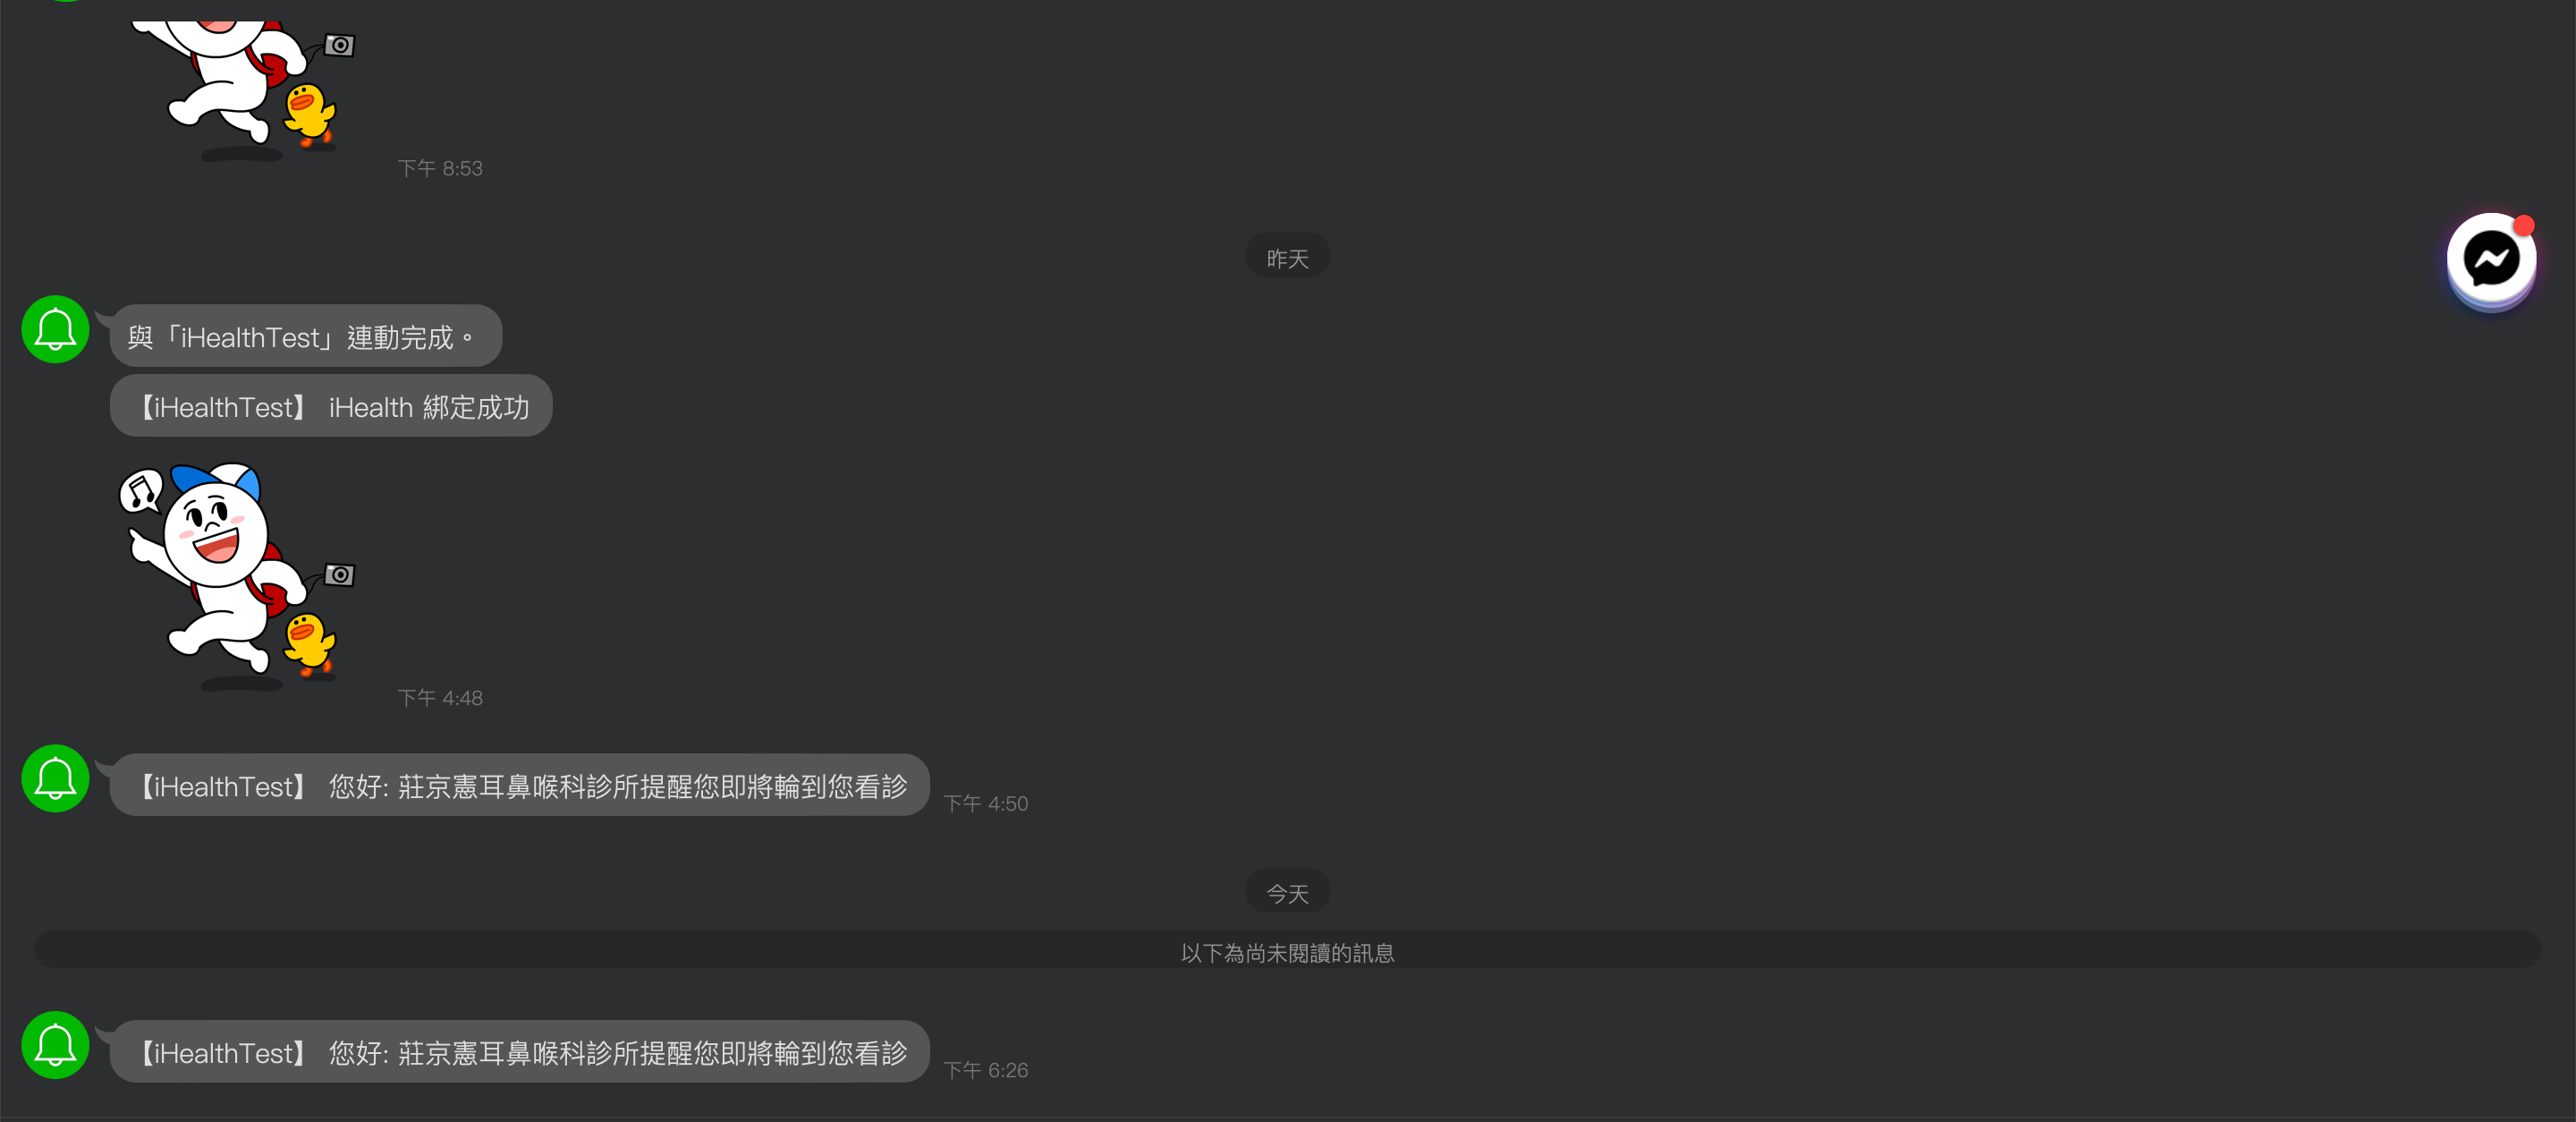 下午 8:53
昨天
與「iHealthTest」連動完成。
【iHealthTest】 iHealth 綁定成功
下午 4:48
【iHealthTest】 您好: 莊京憲耳鼻喉科診所提醒您即將輪到您看診
下午 4:50
今天
以下為尚未閱讀的訊息
【iHealthTest】 您好: 莊京憲耳鼻喉科診所提醒您即將輪到您看診
下午 6:26